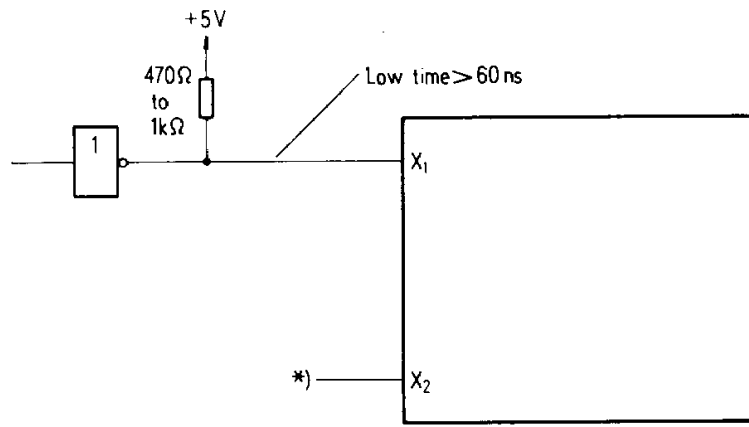 +5V
470Ω
to
1kΩ
Low time > 60 ns
1
X₁
*)
X₂